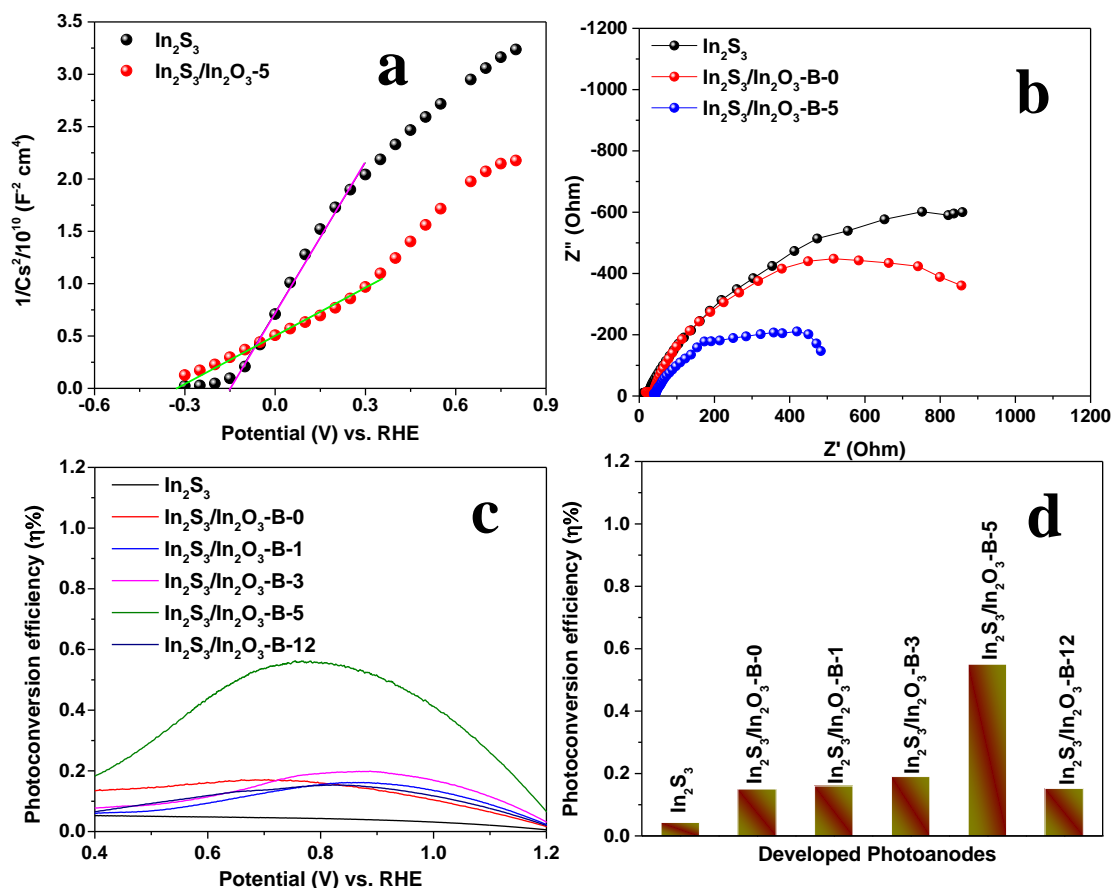 a
In₂S₃
In₂S₃/In₂O₃-5
3.5
3.0
2.5
2.0
1.5
1.0
0.5
0.0
1/Cs²/10¹⁰ (F⁻² cm⁴)
-0.6
-0.3
0.0
0.3
0.6
0.9
Potential (V) vs. RHE
b
In₂S₃
In₂S₃/In₂O₃-B-0
In₂S₃/In₂O₃-B-5
-1200
-1000
-800
-600
-400
-200
0
Z'' (Ohm)
0
200
400
600
800
1000
1200
Z' (Ohm)
c
In₂S₃
In₂S₃/In₂O₃-B-0
In₂S₃/In₂O₃-B-1
In₂S₃/In₂O₃-B-3
In₂S₃/In₂O₃-B-5
In₂S₃/In₂O₃-B-12
1.2
1.0
0.8
0.6
0.4
0.2
0.0
Photoconversion efficiency (η%)
0.4
0.6
0.8
1.0
1.2
Potential (V) vs. RHE
d
1.2
1.0
0.8
0.6
0.4
0.2
0.0
Photoconversion efficiency (η%)
In₂S₃
In₂S₃/In₂O₃-B-0
In₂S₃/In₂O₃-B-1
In₂S₃/In₂O₃-B-3
In₂S₃/In₂O₃-B-5
In₂S₃/In₂O₃-B-12
Developed Photoanodes